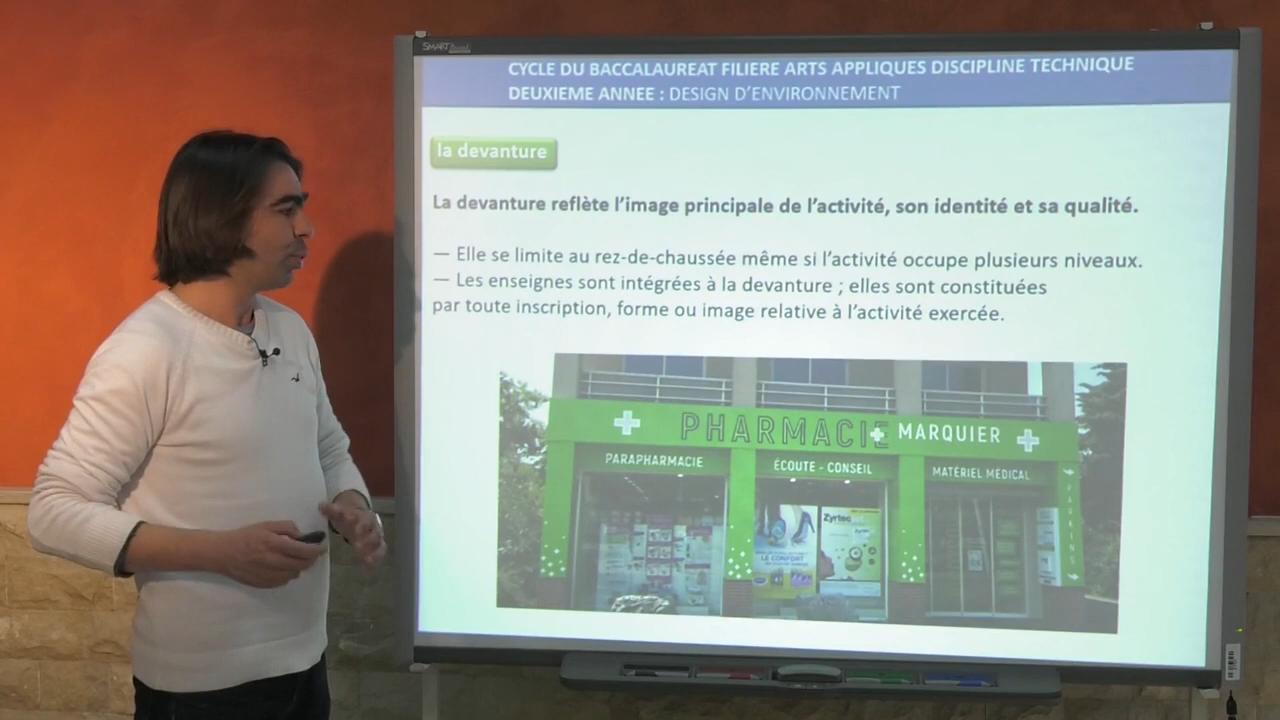 SMART Board
CYCLE DU BACCALAUREAT FILIERE ARTS APPLIQUES DISCIPLINE TECHNIQUE
DEUXIEME ANNEE : DESIGN D'ENVIRONNEMENT
la devanture
La devanture reflète l'image principale de l'activité, son identité et sa qualité.
— Elle se limite au rez-de-chaussée même si l'activité occupe plusieurs niveaux.
— Les enseignes sont intégrées à la devanture ; elles sont constituées
par toute inscription, forme ou image relative à l'activité exercée.
PHARMACIE MARQUIER
PARAPHARMACIE
ÉCOUTE - CONSEIL
MATÉRIEL MÉDICAL
PARKING
Zyrtec
LE CONFORT